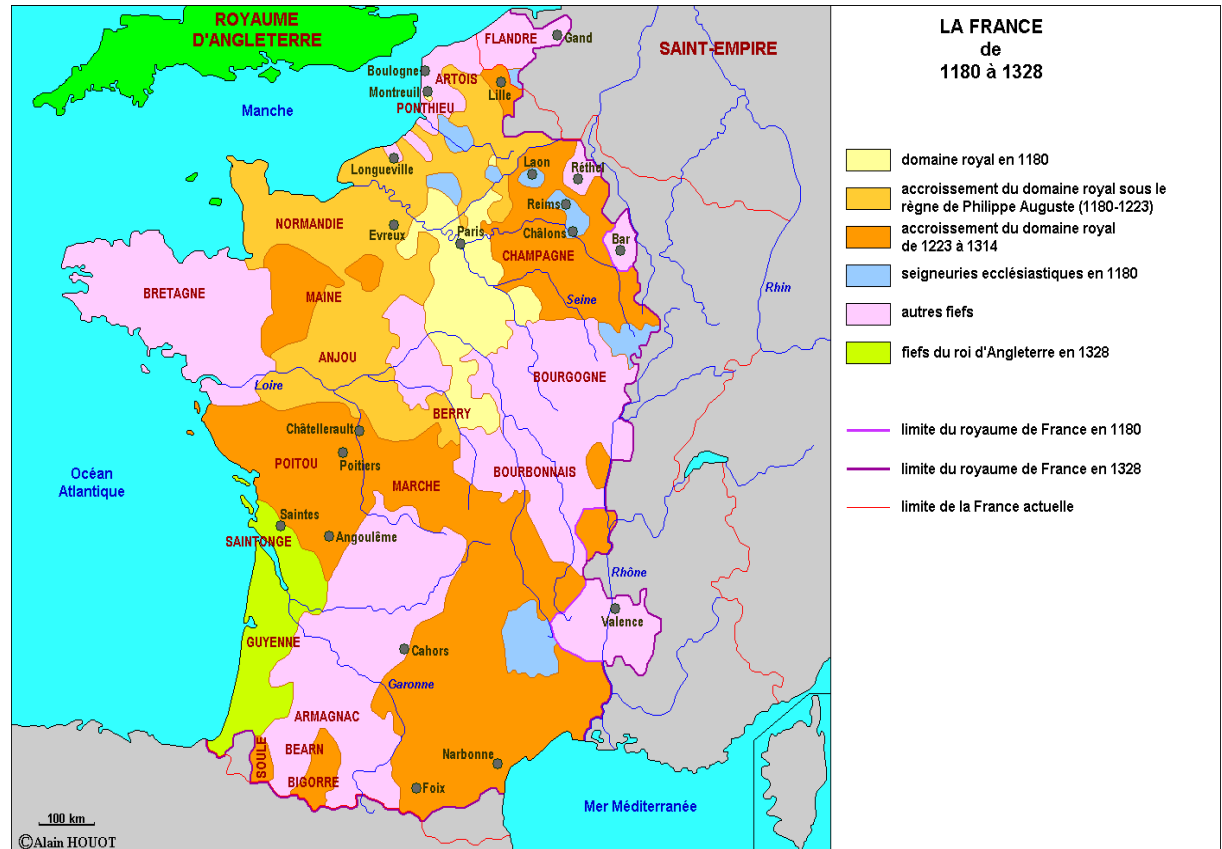 ROYAUME
D'ANGLETERRE
FLANDRE
Gand
SAINT-EMPIRE
Boulogne
ARTOIS
Montreuil
Lille
PONTHIEU
Manche
Longueville
Laon
Réthel
Reims
NORMANDIE
Evreux
Paris
Châlons
Bar
CHAMPAGNE
BRETAGNE
MAINE
Seine
Rhin
ANJOU
BOURGOGNE
Loire
BERRY
Châtellerault
POITOU
Poitiers
BOURBONNAIS
MARCHE
Océan
Atlantique
Saintes
SAINTONGE
Angoulême
Rhône
Valence
GUYENNE
Cahors
Garonne
ARMAGNAC
SOULE
BEARN
BIGORRE
Narbonne
Foix
Mer Méditerranée
100 km
©Alain HOUOT
LA FRANCE
de
1180 à 1328
domaine royal en 1180
accroissement du domaine royal sous le
règne de Philippe Auguste (1180-1223)
accroissement du domaine royal
de 1223 à 1314
seigneuries ecclésiastiques en 1180
autres fiefs
fiefs du roi d'Angleterre en 1328
limite du royaume de France en 1180
limite du royaume de France en 1328
limite de la France actuelle